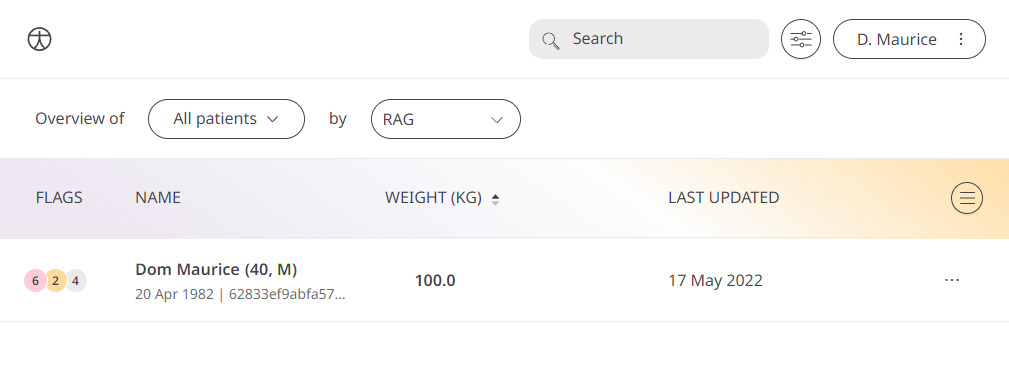 Search
D. Maurice
Overview of All patients by RAG
FLAGS NAME WEIGHT (KG) LAST UPDATED
6 2 4 Dom Maurice (40, M) 100.0 17 May 2022 ...
20 Apr 1982 | 62833ef9abfa57...